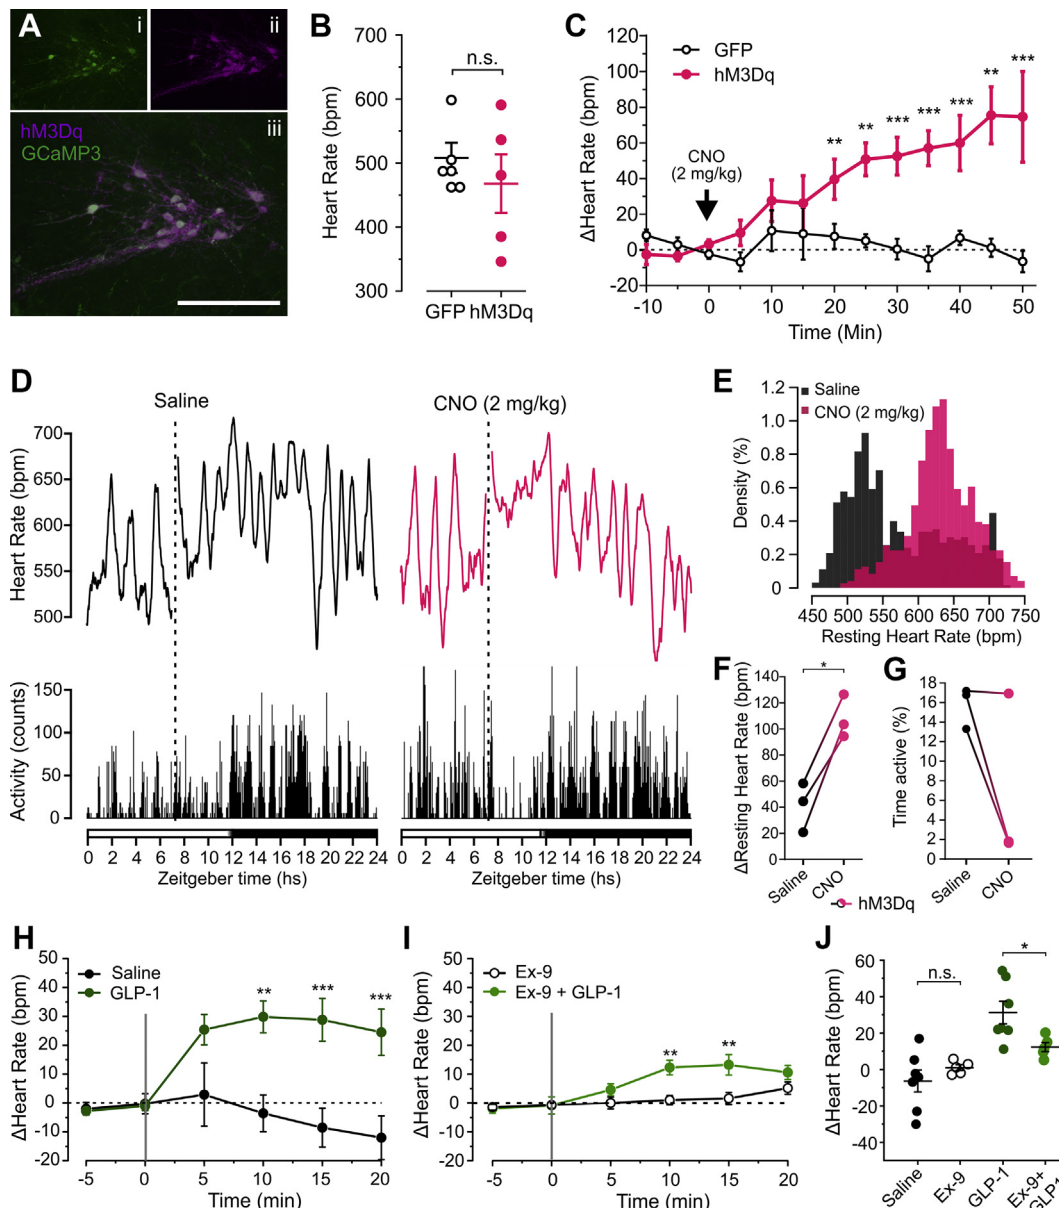 A
i
ii
iii
hM3Dq
GCaMP3
B
700
600
500
400
300
Heart Rate (bpm)
n.s.
GFP hM3Dq
C
120
100
80
60
40
20
0
-20
ΔHeart Rate (bpm)
GFP
hM3Dq
CNO
(2 mg/kg)
** ** *** *** *** ** ***
-10 0 10 20 30 40 50
Time (Min)
D
Saline
CNO (2 mg/kg)
700
650
600
550
500
Heart Rate (bpm)
150
100
50
0
Activity (counts)
0 2 4 6 8 10 12 14 16 18 20 22 24
Zeitgeber time (hs)
0 2 4 6 8 10 12 14 16 18 20 22 24
Zeitgeber time (hs)
E
1.2
1.0
0.8
0.6
0.4
0.2
0
Density (%)
Saline
CNO (2 mg/kg)
450 500 550 600 650 700 750
Resting Heart Rate (bpm)
F
140
120
100
80
60
40
20
0
ΔResting Heart Rate (bpm)
*
Saline
CNO
G
18
16
14
12
10
8
6
4
2
0
Time active (%)
Saline
CNO
hM3Dq
H
50
40
30
20
10
0
-10
-20
ΔHeart Rate (bpm)
Saline
GLP-1
** *** ***
-5 0 5 10 15 20
Time (min)
I
50
40
30
20
10
0
-10
-20
ΔHeart Rate (bpm)
Ex-9
Ex-9 + GLP-1
** **
-5 0 5 10 15 20
Time (min)
J
60
40
20
0
-20
-40
ΔHeart Rate (bpm)
n.s.
*
Saline
Ex-9
GLP-1
Ex-9+
GLP1